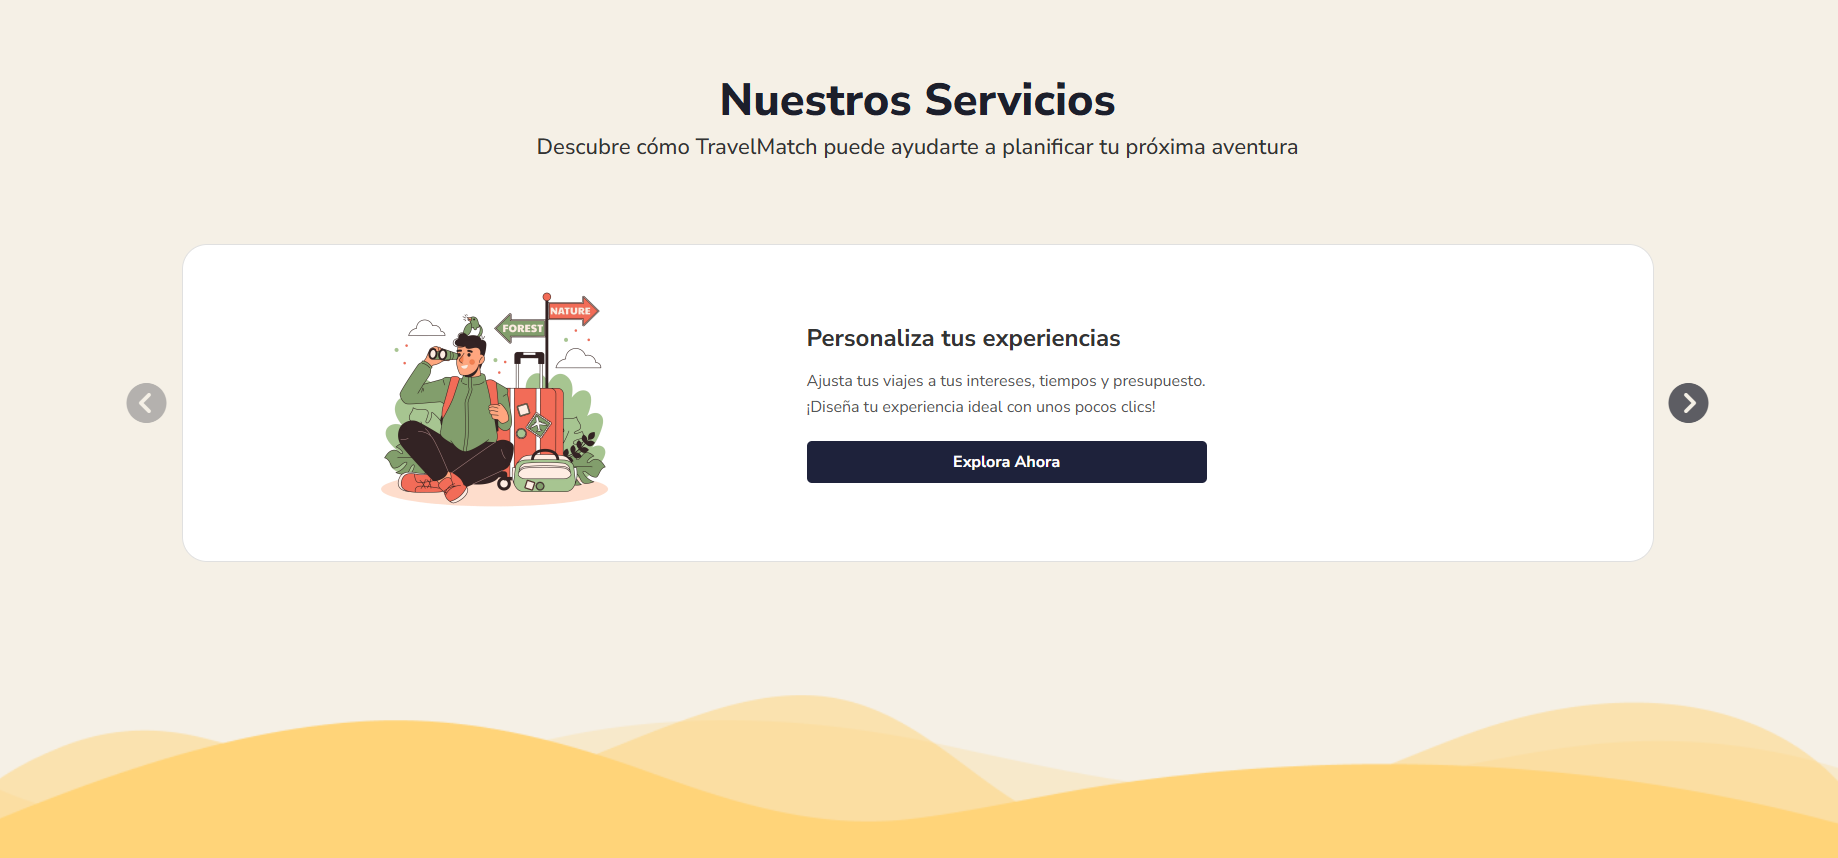 Nuestros Servicios
Descubre cómo TravelMatch puede ayudarte a planificar tu próxima aventura
NATURE
FOREST
Personaliza tus experiencias
Ajusta tus viajes a tus intereses, tiempos y presupuesto.
¡Diseña tu experiencia ideal con unos pocos clics!
Explora Ahora